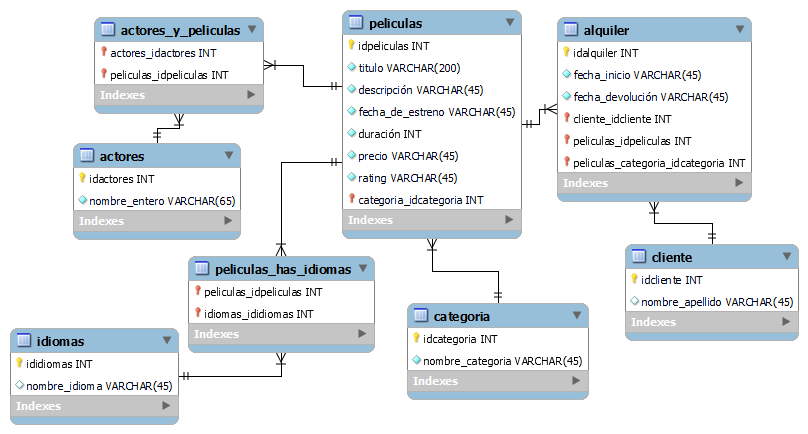 actores_y_peliculas
actores_idactores INT
peliculas_idpeliculas INT
Indexes
peliculas
idpeliculas INT
titulo VARCHAR(200)
descripción VARCHAR(45)
fecha_de_estreno VARCHAR(45)
duración INT
precio VARCHAR(45)
rating VARCHAR(45)
categoria_idcategoria INT
Indexes
alquiler
idalquiler INT
fecha_inicio VARCHAR(45)
fecha_devolución VARCHAR(45)
cliente_idcliente INT
peliculas_idpeliculas INT
peliculas_categoria_idcategoria INT
Indexes
actores
idactores INT
nombre_entero VARCHAR(65)
Indexes
peliculas_has_idiomas
peliculas_idpeliculas INT
idiomas_ididiomas INT
Indexes
cliente
idcliente INT
nombre_apellido VARCHAR(45)
Indexes
categoria
idcategoria INT
nombre_categoria VARCHAR(45)
Indexes
idiomas
ididiomas INT
nombre_idioma VARCHAR(45)
Indexes